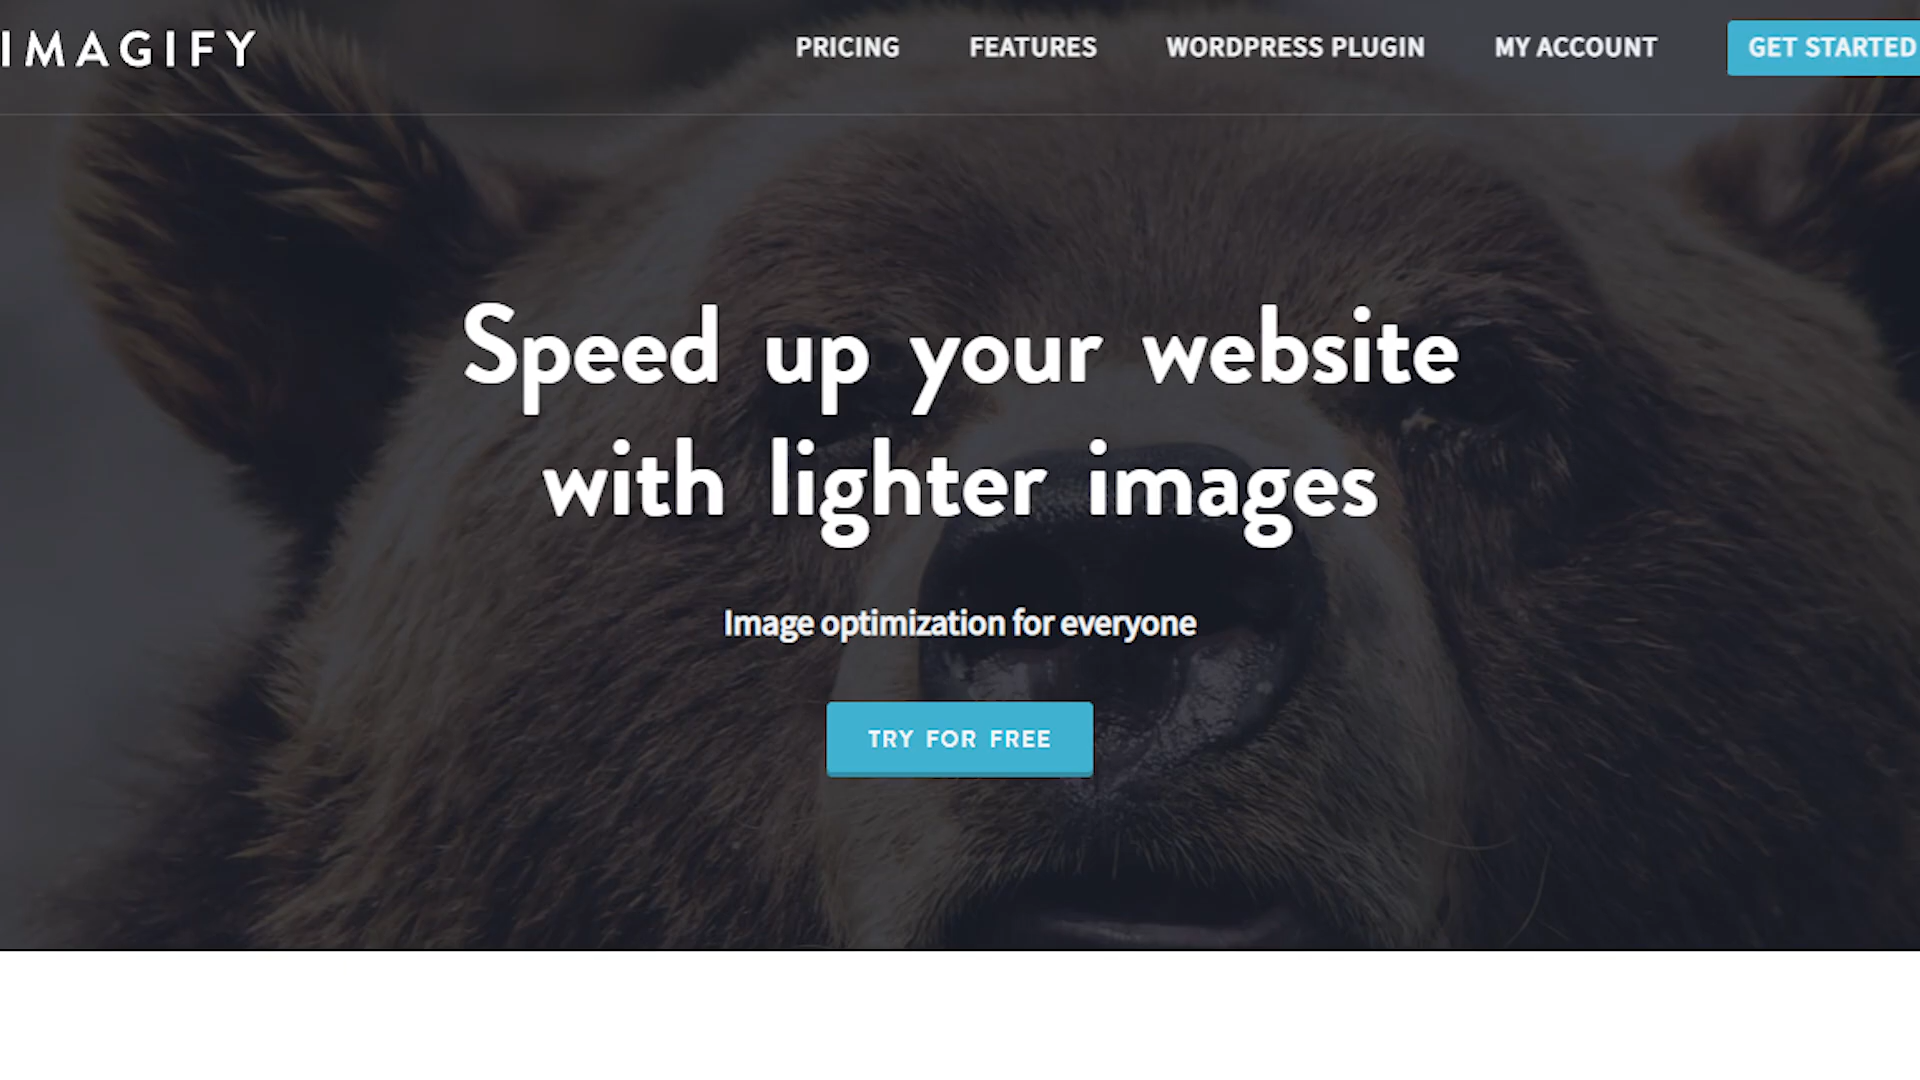 IMAGIFY
PRICING
FEATURES
WORDPRESS PLUGIN
MY ACCOUNT
GET STARTED
Speed up your website
with lighter images
Image optimization for everyone
TRY FOR FREE